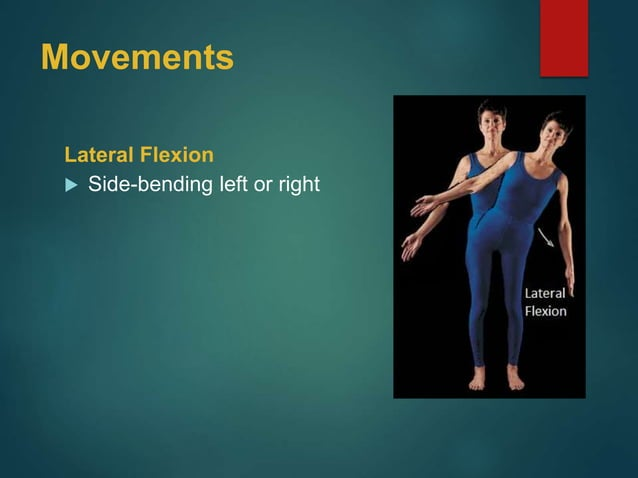 Movements
Lateral Flexion
Side-bending left or right
Lateral
Flexion